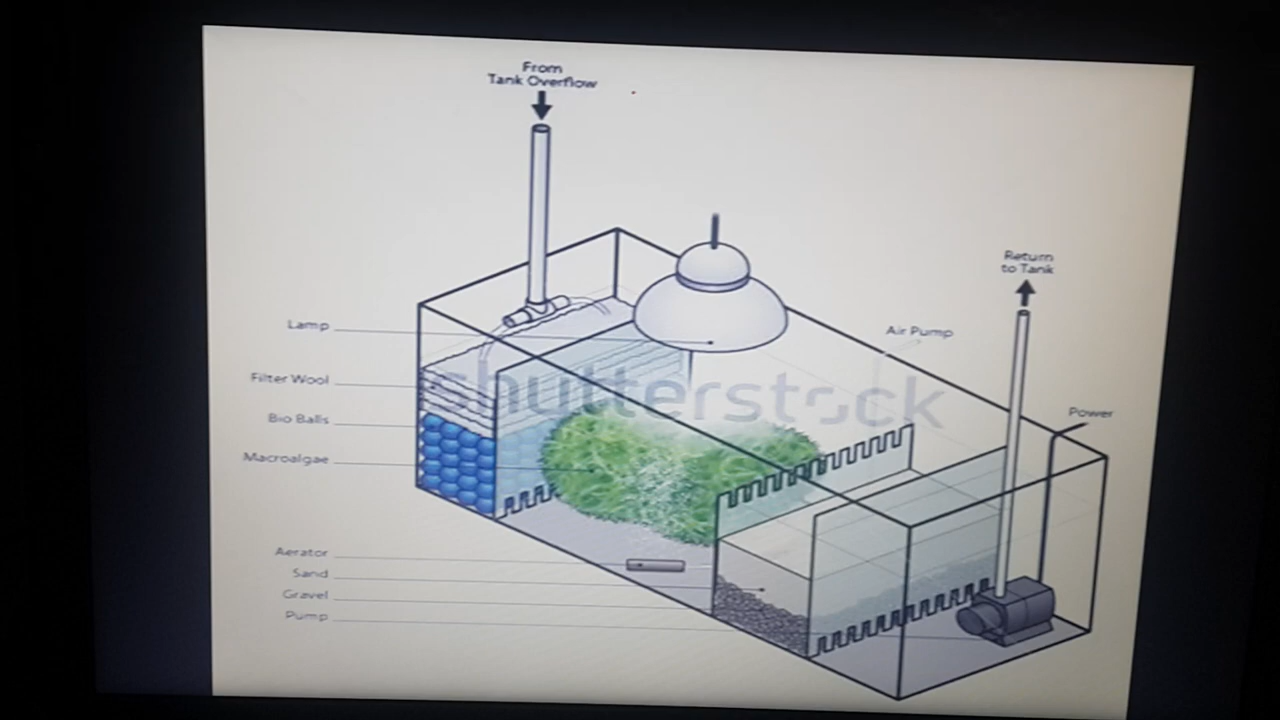 From
Tank Overflow
Return
to Tank
Lamp
Air Pump
Filter Wool
shutterstock
Power
Bio Balls
Macroalgae
Aerator
Sand
Gravel
Pump